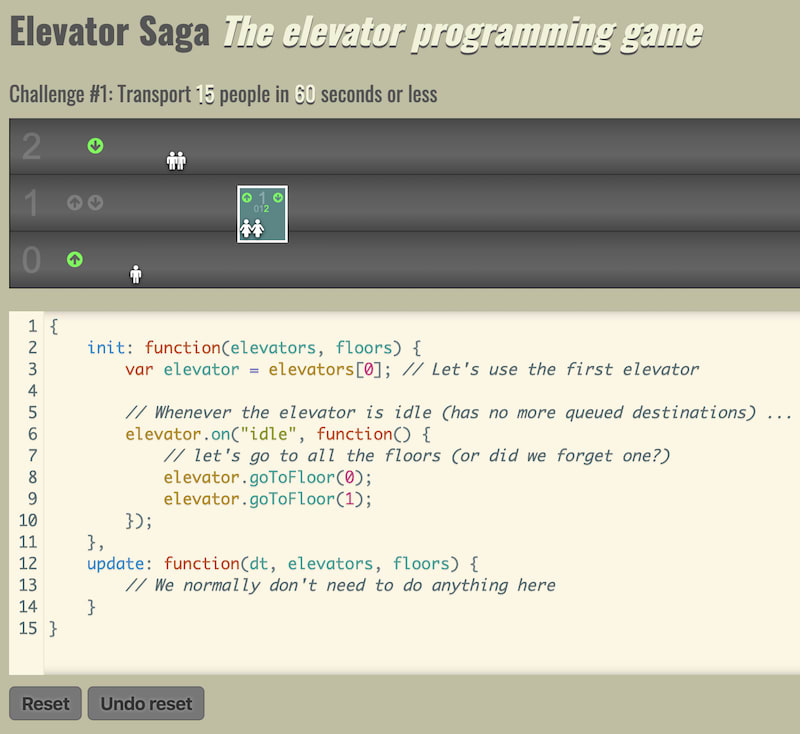 Elevator Saga The elevator programming game
Challenge #1: Transport 15 people in 60 seconds or less
2
1
1
012
0
1 {
2     init: function(elevators, floors) {
3         var elevator = elevators[0]; // Let's use the first elevator
4
5         // Whenever the elevator is idle (has no more queued destinations) ...
6         elevator.on("idle", function() {
7             // let's go to all the floors (or did we forget one?)
8             elevator.goToFloor(0);
9             elevator.goToFloor(1);
10         });
11     },
12     update: function(dt, elevators, floors) {
13         // We normally don't need to do anything here
14     }
15 }
Reset Undo reset